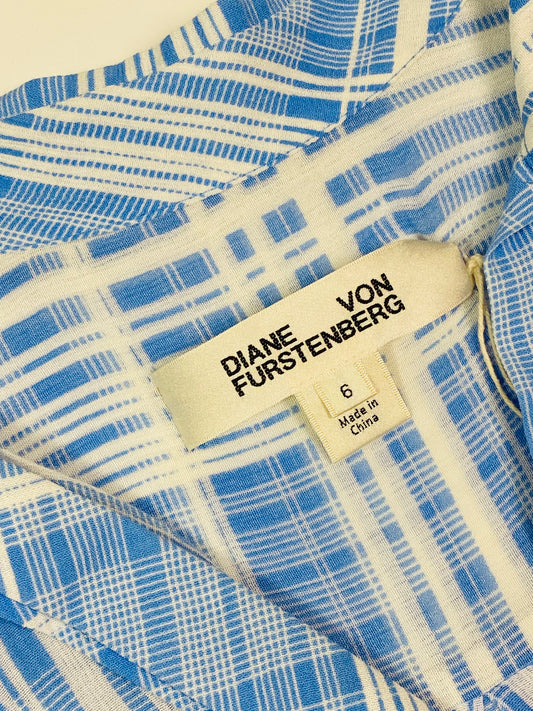 DIANE VON
FURSTENBERG
6
Made in
China